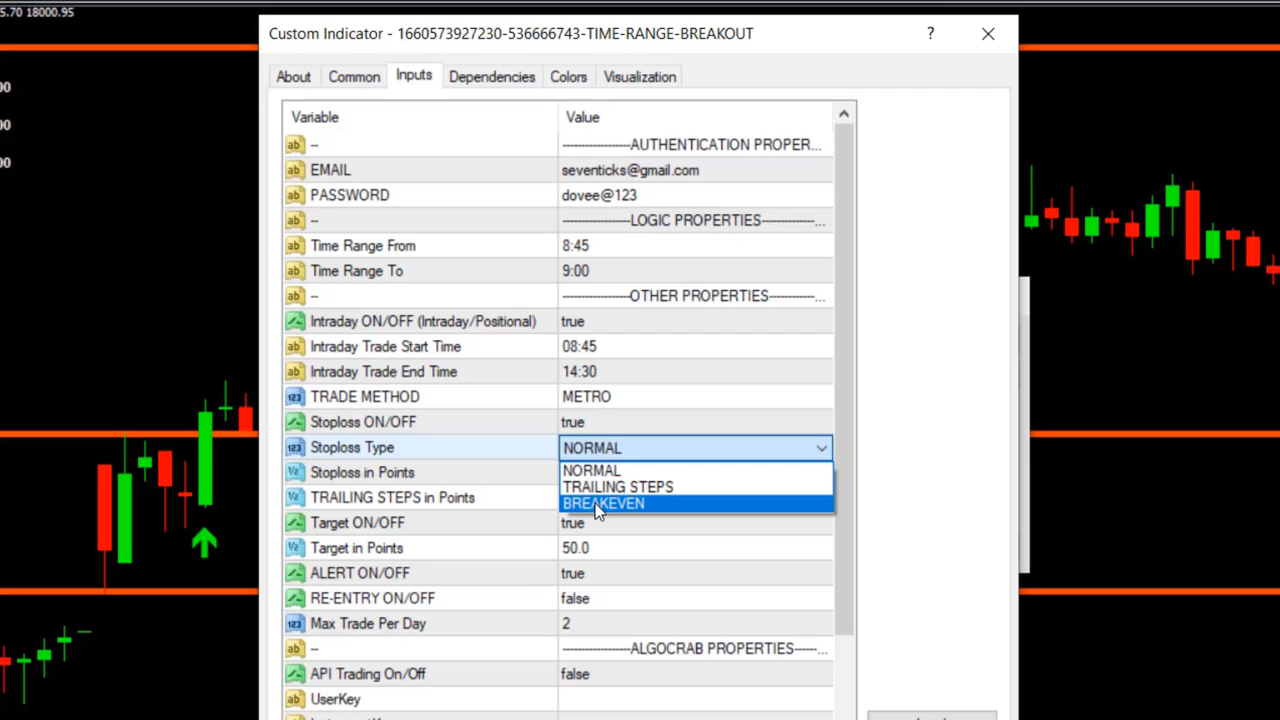 5.70 18000.95
Custom Indicator - 1660573927230-536666743-TIME-RANGE-BREAKOUT
?
About Common Inputs Dependencies Colors Visualization
00
00
00
Variable Value
-- -----------------AUTHENTICATION PROPER...
EMAIL seventicks@gmail.com
PASSWORD dovee@123
-- -----------------LOGIC PROPERTIES-------------...
Time Range From 8:45
Time Range To 9:00
-- -----------------OTHER PROPERTIES------------...
Intraday ON/OFF (Intraday/Positional) true
Intraday Trade Start Time 08:45
Intraday Trade End Time 14:30
TRADE METHOD METRO
Stoploss ON/OFF true
Stoploss Type NORMAL
Stoploss in Points NORMAL
TRAILING STEPS
TRAILING STEPS in Points BREAKEVEN
Target ON/OFF true
Target in Points 50.0
ALERT ON/OFF true
RE-ENTRY ON/OFF false
Max Trade Per Day 2
-- -----------------ALGOCRAB PROPERTIES------...
API Trading On/Off false
UserKey